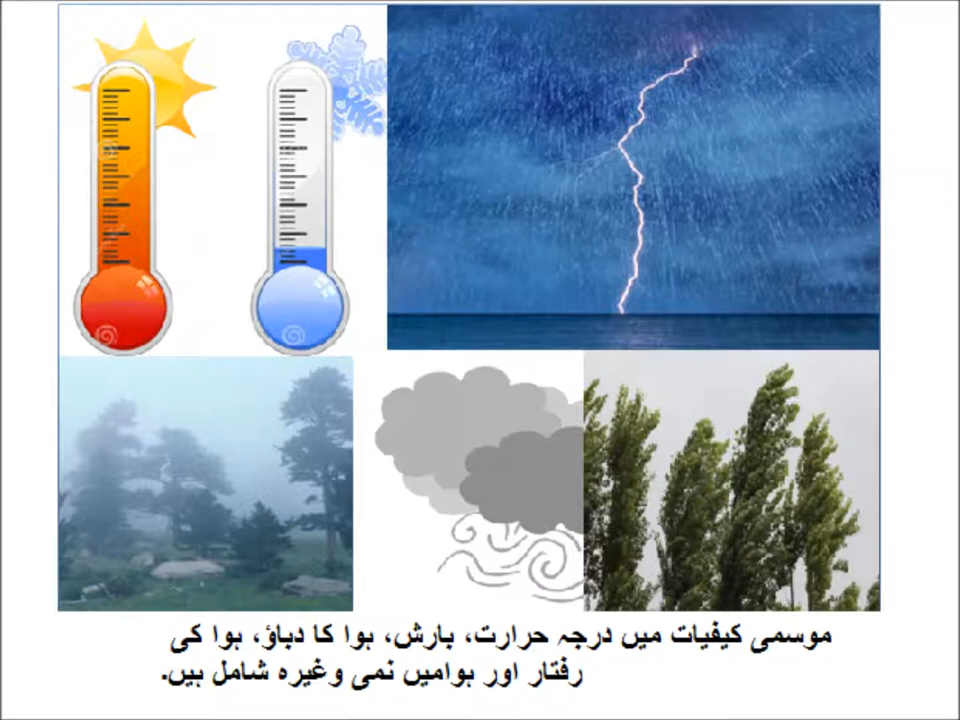 موسمی کیفیات میں درجہ حرارت، بارش، ہوا کا دباؤ، ہوا کی
رفتار اور ہوامیں نمی وغیرہ شامل ہیں.